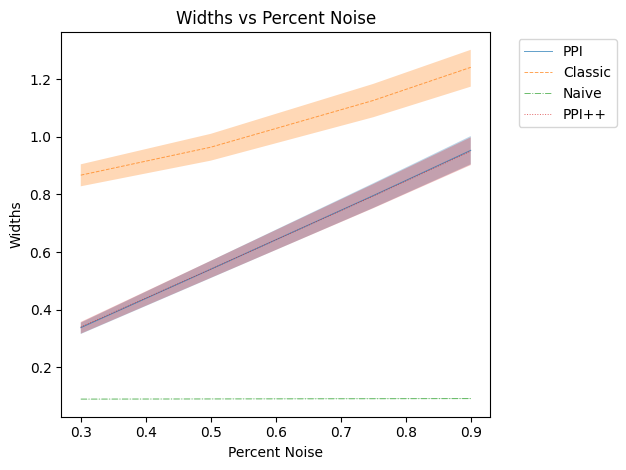 Widths vs Percent Noise
PPI
Classic
Naive
PPI++
Widths
1.2
1.0
0.8
0.6
0.4
0.2
0.3 0.4 0.5 0.6 0.7 0.8 0.9
Percent Noise